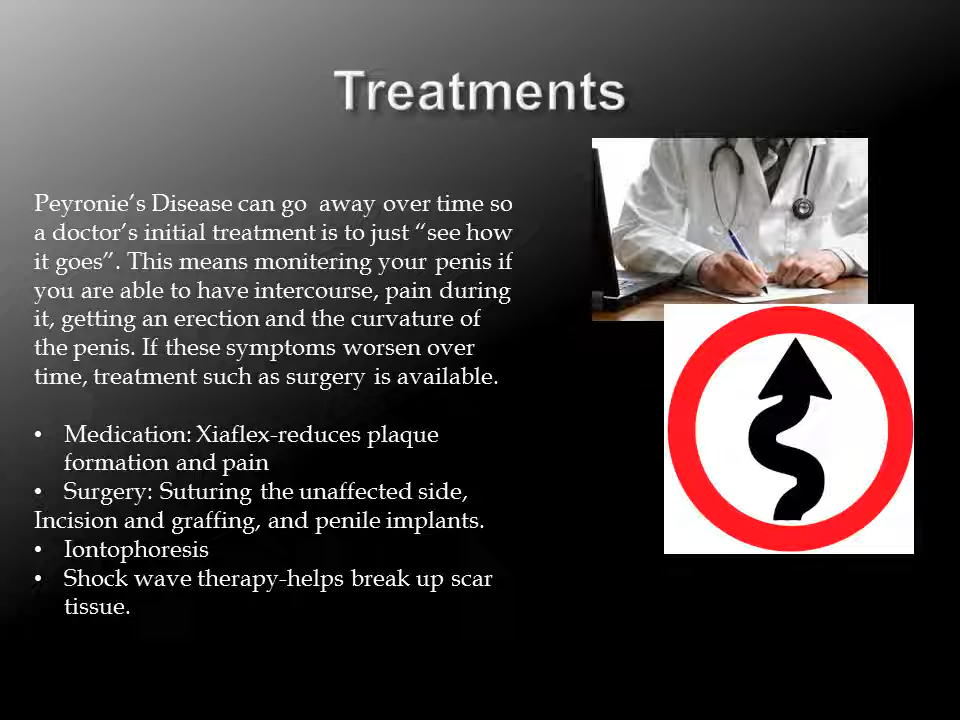 Treatments
Peyronie’s Disease can go  away over time so
a doctor’s initial treatment is to just “see how
it goes”. This means monitering your penis if
you are able to have intercourse, pain during
it, getting an erection and the curvature of
the penis. If these symptoms worsen over
time, treatment such as surgery is available.
• Medication: Xiaflex-reduces plaque
formation and pain
• Surgery: Suturing the unaffected side,
Incision and graffing, and penile implants.
• Iontophoresis
• Shock wave therapy-helps break up scar
tissue.